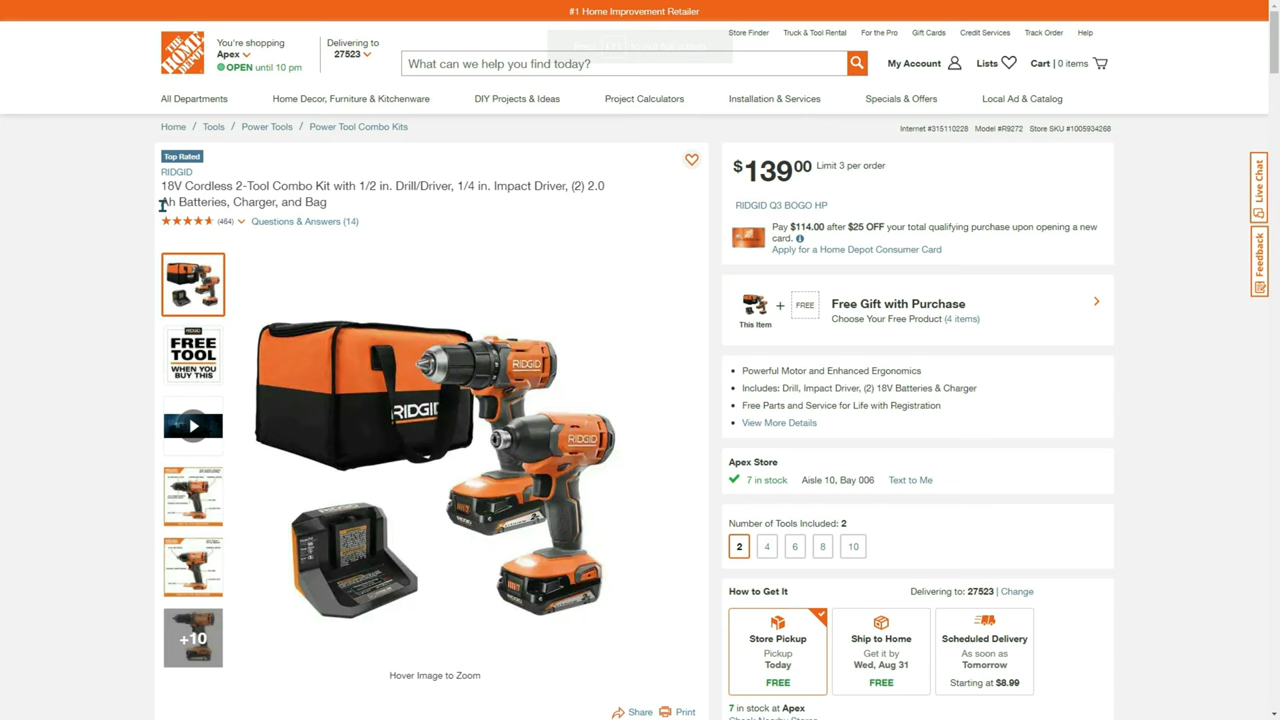 #1 Home Improvement Retailer
Store Finder
Truck & Tool Rental
For the Pro
Gift Cards
Credit Services
Track Order
Help
THE HOME DEPOT
You're shopping
Apex
OPEN until 10 pm
Delivering to
27523
What can we help you find today?
My Account
Lists
Cart | 0 items
All Departments
Home Decor, Furniture & Kitchenware
DIY Projects & Ideas
Project Calculators
Installation & Services
Specials & Offers
Local Ad & Catalog
Home / Tools / Power Tools / Power Tool Combo Kits
Internet #315110228 Model #R9272 Store SKU #1005934268
Top Rated
RIDGID
18V Cordless 2-Tool Combo Kit with 1/2 in. Drill/Driver, 1/4 in. Impact Driver, (2) 2.0
Ah Batteries, Charger, and Bag
(464)
Questions & Answers (14)
RIDGID
FREE
TOOL
WHEN YOU
BUY THIS
+10
RIDGID
RIDGID
RIDGID
Hover Image to Zoom
Share
Print
$139.00 Limit 3 per order
RIDGID Q3 BOGO HP
Pay $114.00 after $25 OFF your total qualifying purchase upon opening a new
card.
Apply for a Home Depot Consumer Card
This Item
+
FREE
Free Gift with Purchase
Choose Your Free Product (4 items)
Powerful Motor and Enhanced Ergonomics
Includes: Drill, Impact Driver, (2) 18V Batteries & Charger
Free Parts and Service for Life with Registration
View More Details
Apex Store
7 in stock
Aisle 10, Bay 006
Text to Me
Number of Tools Included: 2
2 4 6 8 10
How to Get It
Delivering to: 27523 | Change
Store Pickup
Pickup
Today
FREE
Ship to Home
Get it by
Wed, Aug 31
FREE
Scheduled Delivery
As soon as
Tomorrow
Starting at $8.99
7 in stock at Apex
Check Nearby Stores
Live Chat
Feedback